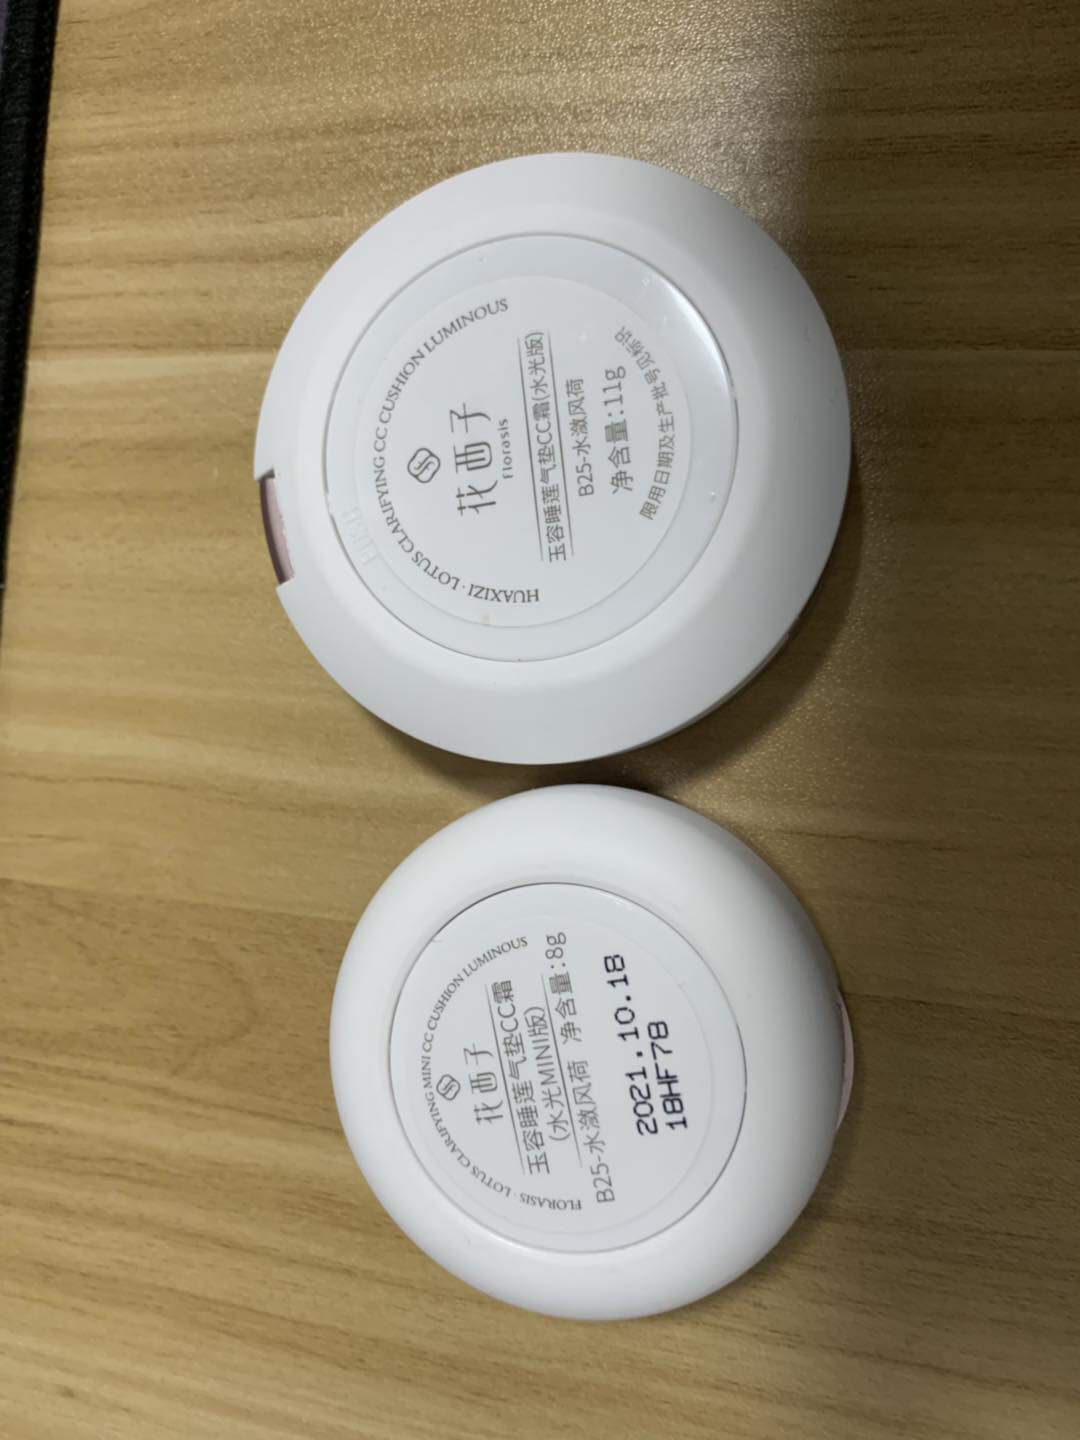 HUAXIZI · LOTUS CLARIFYING CC CUSHION LUMINOUS
花西子
Florasis
玉容睡莲气垫CC霜(水光版)
B25-水潋风荷
净含量:11g
限用日期及生产批号见标识
FLORASIS · LOTUS CLARIFYING MINI CC CUSHION LUMINOUS
花西子
玉容睡莲气垫CC霜
(水光MINI版)
B25-水潋风荷 净含量:8g
2021.10.18
18HF78